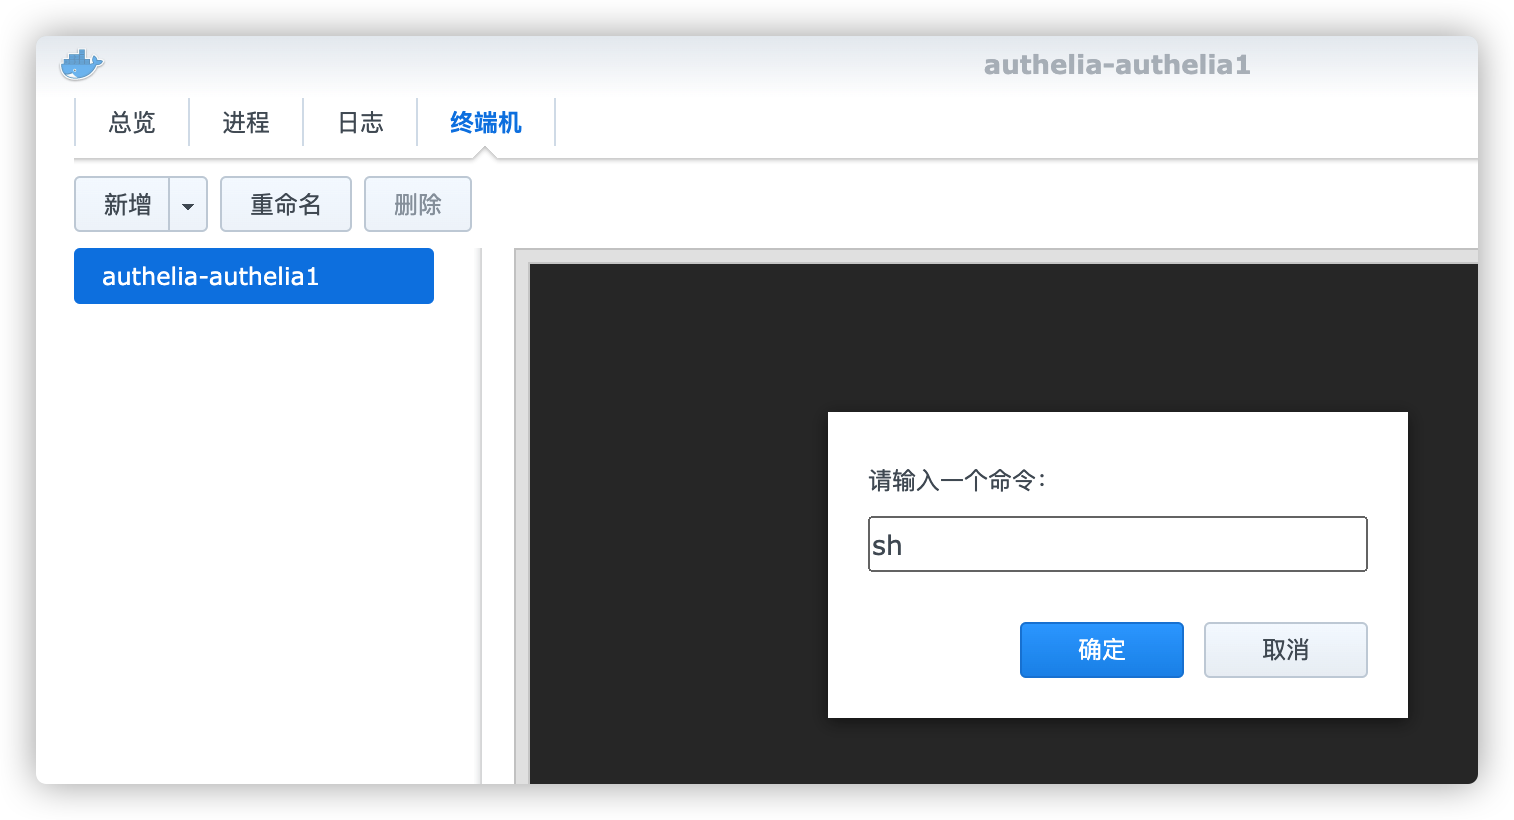 authelia-authelia1
总览 进程 日志 终端机
新增 重命名 删除
authelia-authelia1
请输入一个命令：
sh
确定 取消